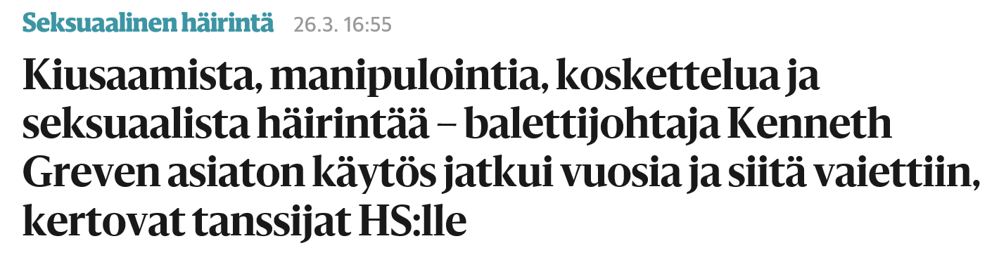 Seksuaalinen häirintä 26.3. 16:55
Kiusaamista, manipulointia, koskettelua ja
seksuaalista häirintää – balettijohtaja Kenneth
Greven asiaton käytös jatkui vuosia ja siitä vaiettiin,
kertovat tanssijat HS:lle